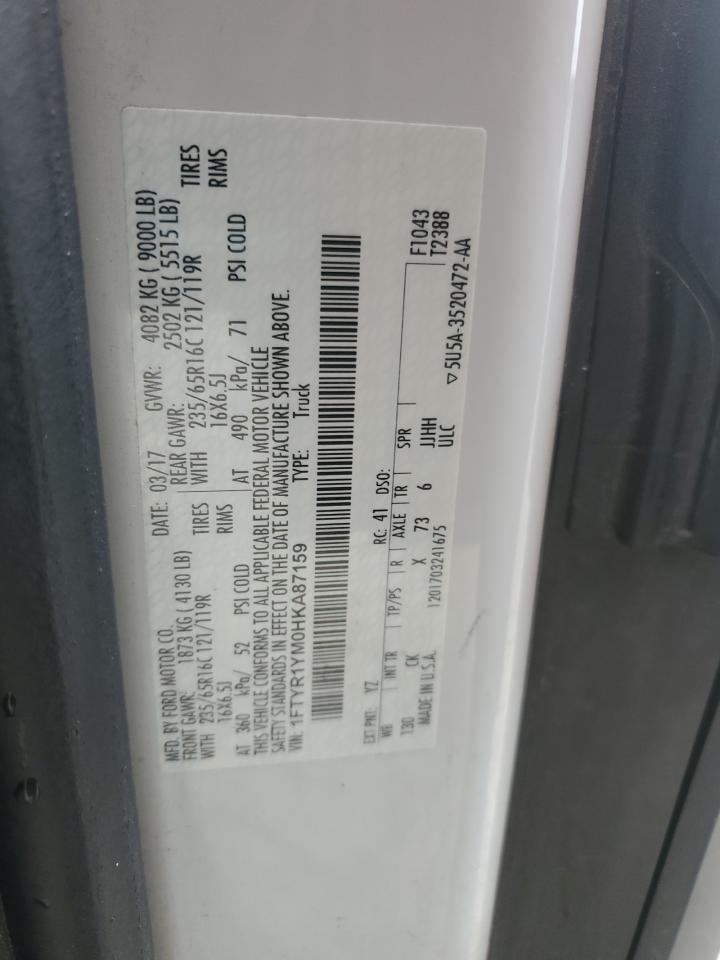 MFD. BY FORD MOTOR CO.
DATE: 03/17 GVWR: 4082 KG ( 9000 LB)
FRONT GAWR: 1873 KG ( 4130 LB)
REAR GAWR: 2502 KG ( 5515 LB)
WITH 235/65R16C 121/119R TIRES
WITH 235/65R16C 121/119R TIRES
16X6.5J RIMS
16X6.5J RIMS
AT 360 kPa/ 52 PSI COLD
AT 490 kPa/ 71 PSI COLD
THIS VEHICLE CONFORMS TO ALL APPLICABLE FEDERAL MOTOR VEHICLE
SAFETY STANDARDS IN EFFECT ON THE DATE OF MANUFACTURE SHOWN ABOVE.
VIN: 1FTYR1YM0HKA87159 TYPE: Truck
EXT PNT: YZ RC: 41 DSO:
WB INT TR TP/PS R AXLE TR SPR F1043
130 CK X 73 6 JJHH T2388
MADE IN U.S.A. 1201703241675 ULC ▽5U5A-3520472-AA